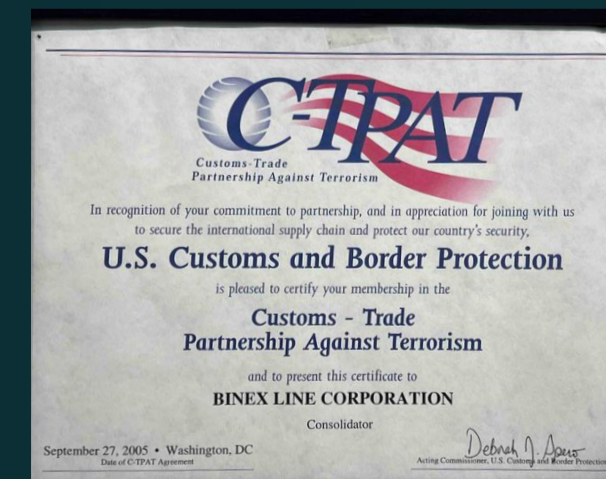 C-TPAT
Customs-Trade
Partnership Against Terrorism
In recognition of your commitment to partnership, and in appreciation for joining with us
to secure the international supply chain and protect our country's security,
U.S. Customs and Border Protection
is pleased to certify your membership in the
Customs - Trade
Partnership Against Terrorism
and to present this certificate to
BINEX LINE CORPORATION
Consolidator
September 27, 2005 • Washington, DC
Date of C-TPAT Agreement
Deborah J. Spero
Acting Commissioner, U.S. Customs and Border Protection